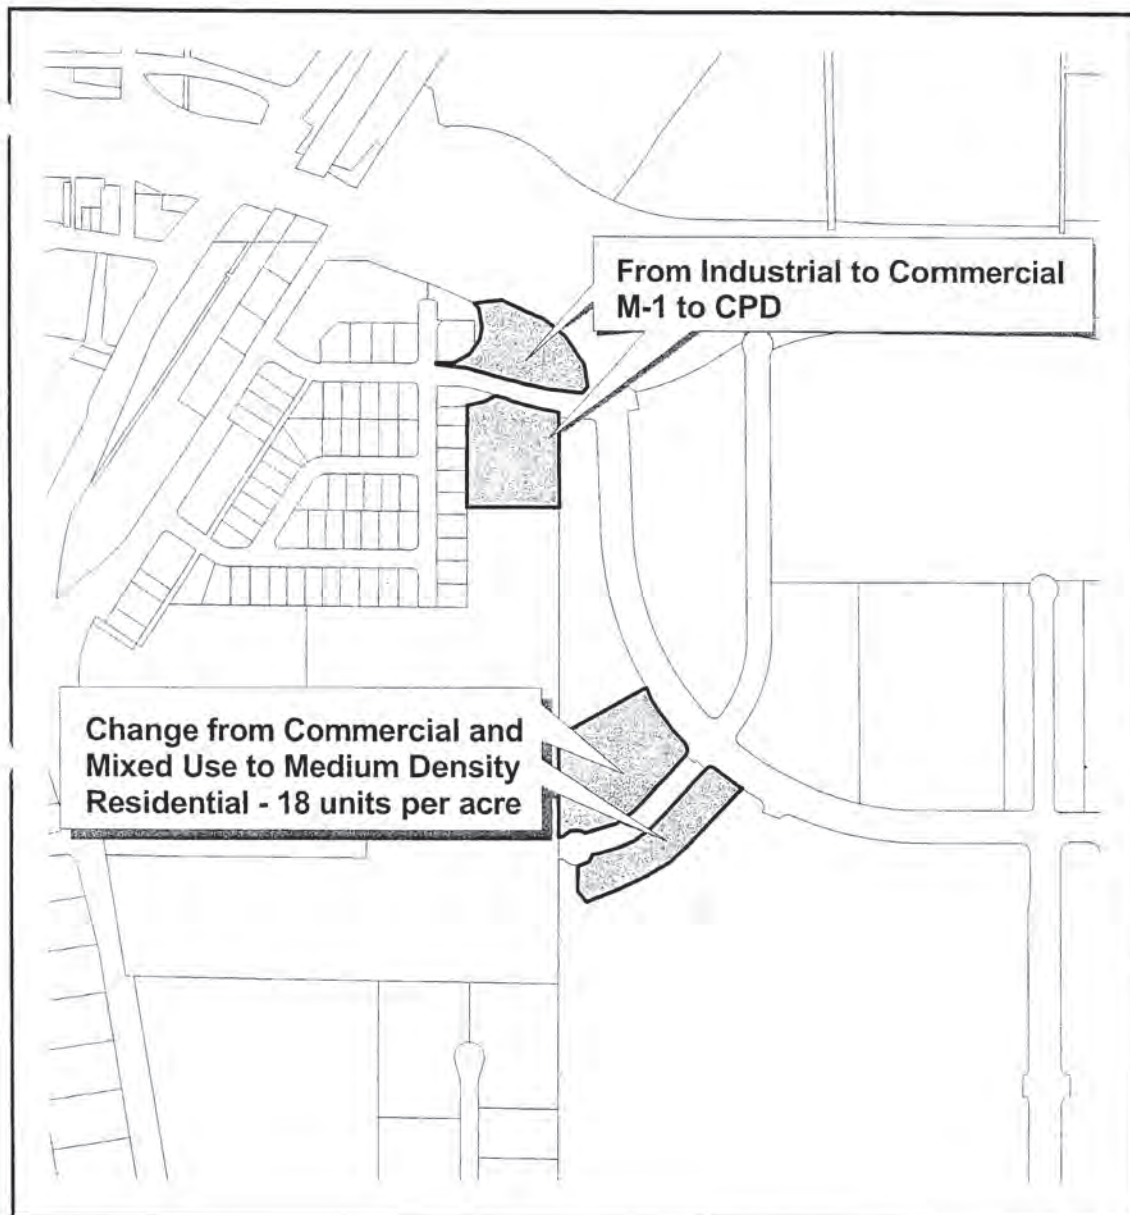 From Industrial to Commercial
M-1 to CPD
Change from Commercial and
Mixed Use to Medium Density
Residential - 18 units per acre